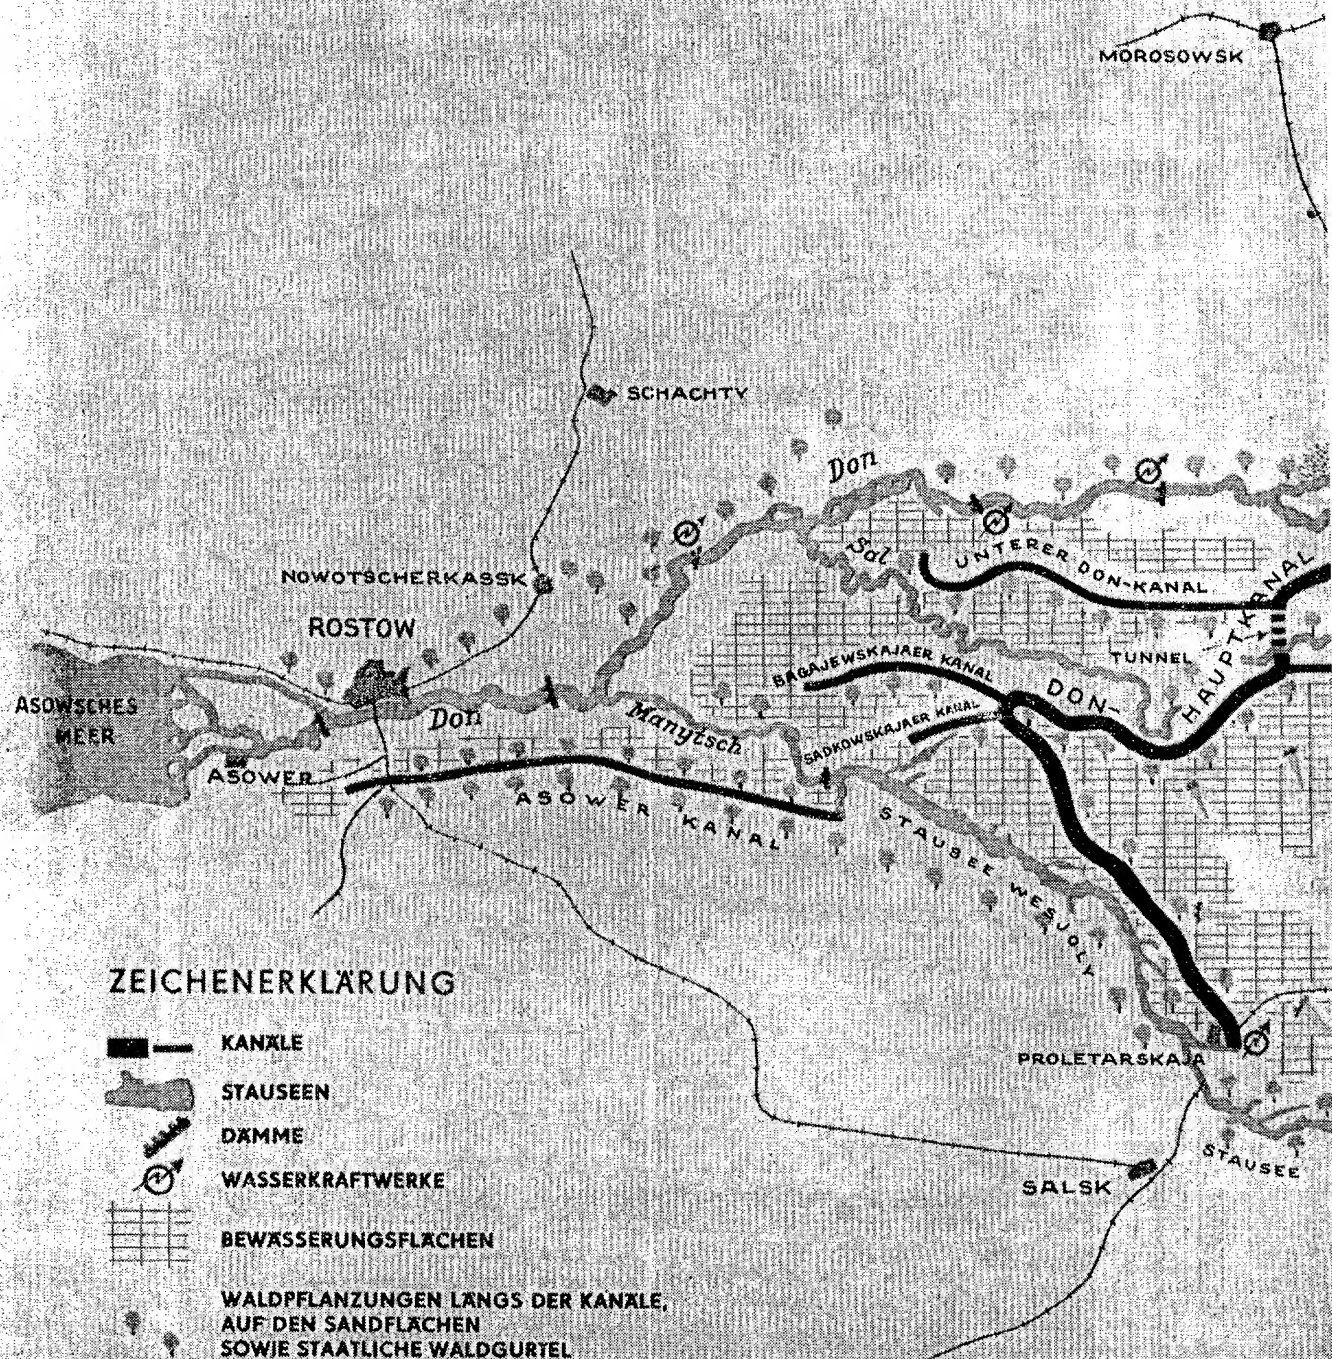 MOROSOWSK
SCHACHTY
Don
Sal
UNTERER DON-KANAL
NOWOTSCHERKASSK
ROSTOW
HAUPTKANAL
TUNNEL
BAGAJEWSKAJAER KANAL
DON-
ASOWSCHES
MEER
Don
Manytsch
SADKOWSKAJAER KANAL
ASOWER
ASOWER KANAL
STAUSEE WESJOLY
PROLETARSKAJA
STAUSEE
SALSK
ZEICHENERKLÄRUNG
KANÄLE
STAUSEEN
DÄMME
WASSERKRAFTWERKE
BEWÄSSERUNGSFLÄCHEN
WALDPFLANZUNGEN LÄNGS DER KANÄLE,
AUF DEN SANDFLÄCHEN
SOWIE STAATLICHE WALDGURTEL